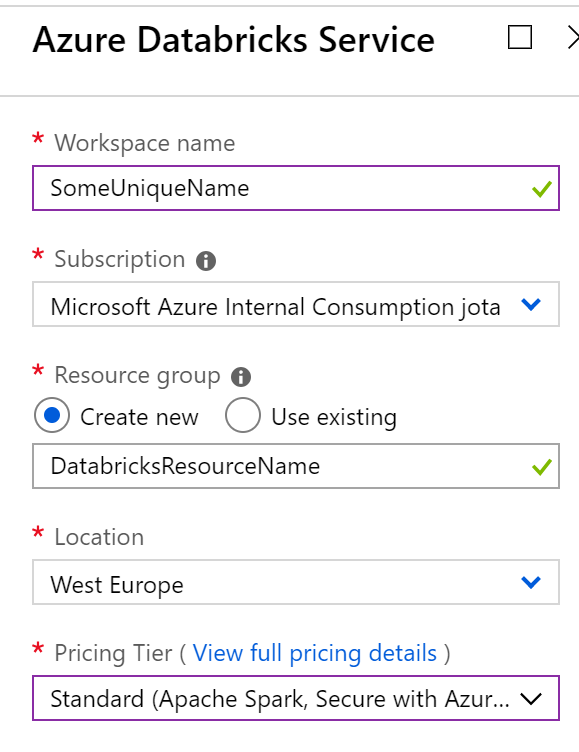 Azure Databricks Service
* Workspace name
SomeUniqueName
* Subscription
Microsoft Azure Internal Consumption jota
* Resource group
Create new Use existing
DatabricksResourceName
* Location
West Europe
* Pricing Tier ( View full pricing details )
Standard (Apache Spark, Secure with Azur...